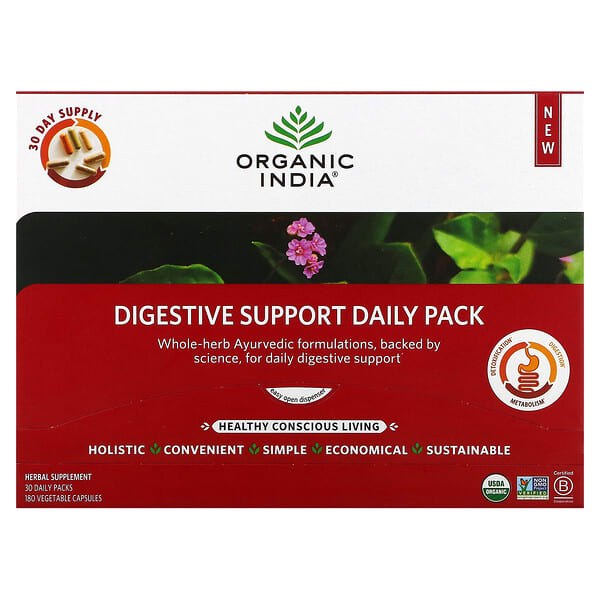 30 DAY SUPPLY
ORGANIC
INDIA®
NEW
DIGESTIVE SUPPORT DAILY PACK
Whole-herb Ayurvedic formulations, backed by
science, for daily digestive support*
DETOXIFICATION*
DIGESTION*
METABOLISM*
easy open dispenser
HEALTHY CONSCIOUS LIVING
HOLISTIC CONVENIENT SIMPLE ECONOMICAL SUSTAINABLE
HERBAL SUPPLEMENT
30 DAILY PACKS
180 VEGETABLE CAPSULES
USDA
ORGANIC
NON
GMO
Project
VERIFIED
Certified
B
Corporation